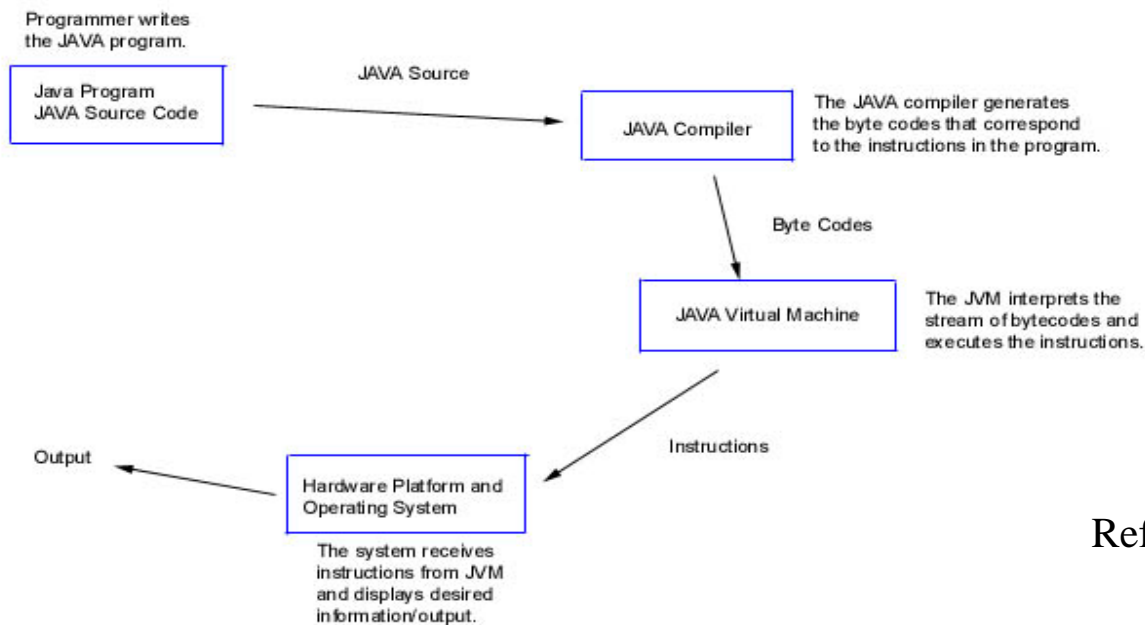 Programmer writes
the JAVA program.
Java Program
JAVA Source Code
JAVA Source
JAVA Compiler
The JAVA compiler generates
the byte codes that correspond
to the instructions in the program.
Byte Codes
JAVA Virtual Machine
The JVM interprets the
stream of bytecodes and
executes the instructions.
Instructions
Hardware Platform and
Operating System
The system receives
instructions from JVM
and displays desired
information/output.
Output